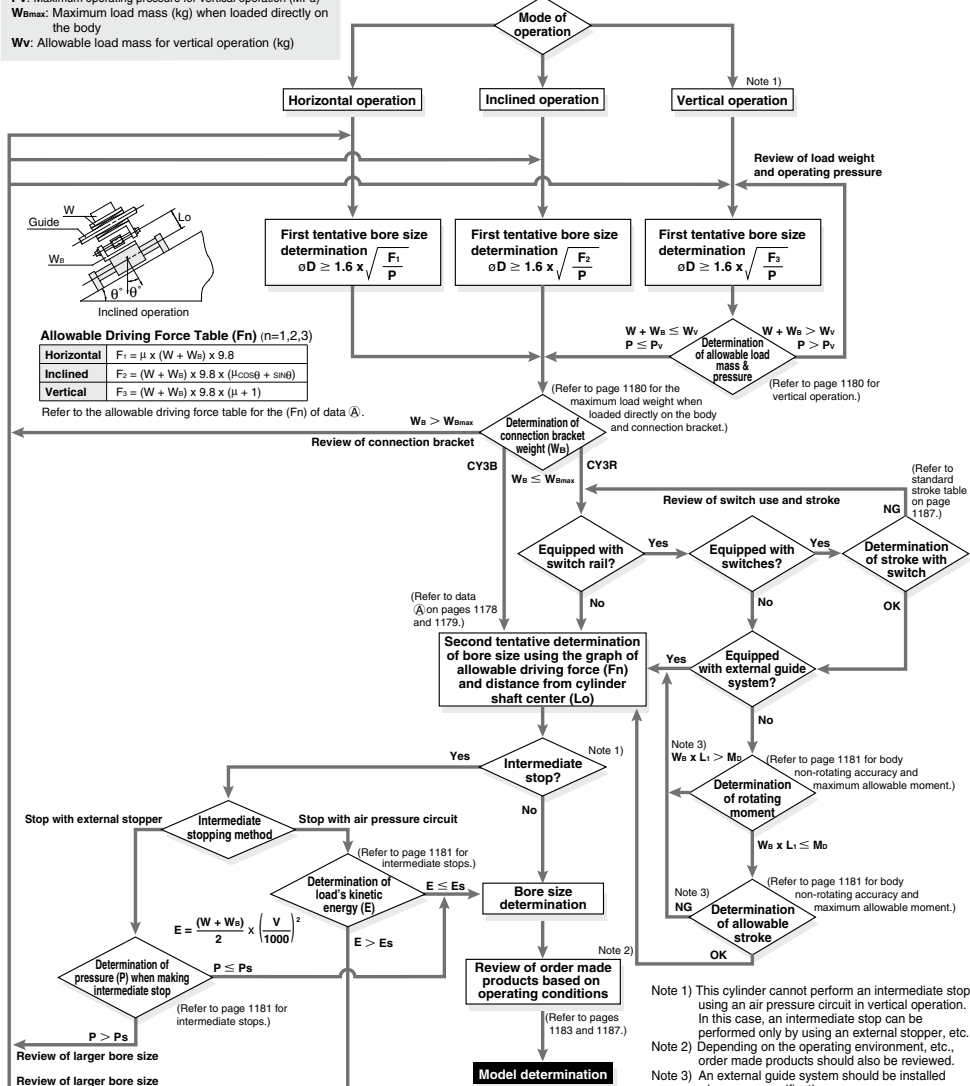 Pv: Maximum operating pressure for vertical operation (MPa)
WBmax: Maximum load mass (kg) when loaded directly on
the body
Wv: Allowable load mass for vertical operation (kg)
Mode of
operation
Note 1)
Horizontal operation
Inclined operation
Vertical operation
Review of load weight
and operating pressure
W
Guide
Lo
WB
θ° θ°
Inclined operation
First tentative bore size
determination
øD ≥ 1.6 x √(F1/P)
First tentative bore size
determination
øD ≥ 1.6 x √(F2/P)
First tentative bore size
determination
øD ≥ 1.6 x √(F3/P)
Allowable Driving Force Table (Fn) (n=1,2,3)
Horizontal F1 = μ x (W + WB) x 9.8
Inclined F2 = (W + WB) x 9.8 x (μcosθ + sinθ)
Vertical F3 = (W + WB) x 9.8 x (μ + 1)
Refer to the allowable driving force table for the (Fn) of data Ⓐ.
W + WB ≤ Wv
P ≤ Pv
W + WB > Wv
P > Pv
Determination
of allowable load
mass &
pressure
(Refer to page 1180 for
vertical operation.)
(Refer to page 1180 for the
maximum load weight when
loaded directly on the body
and connection bracket.)
WB > WBmax
Review of connection bracket
Determination of
connection bracket
weight (WB)
CY3B
WB ≤ WBmax
CY3R
Review of switch use and stroke
(Refer to
standard
stroke table
on page
1187.)
NG
Equipped with
switch rail?
Yes
Equipped with
switches?
Yes
Determination
of stroke with
switch
No
No
OK
(Refer to data
Ⓐ on pages 1178
and 1179.)
Second tentative determination
of bore size using the graph of
allowable driving force (Fn)
and distance from cylinder
shaft center (Lo)
Yes
Equipped
with external guide
system?
No
Note 3)
WB x L1 > MD
(Refer to page 1181 for body
non-rotating accuracy and
maximum allowable moment.)
Determination
of rotating
moment
WB x L1 ≤ MD
Yes
Intermediate
stop?
Note 1)
No
Stop with external stopper
Intermediate
stopping method
Stop with air pressure circuit
(Refer to page 1181 for
intermediate stops.)
Determination of
load's kinetic
energy (E)
E ≤ Es
E > Es
E = (W + WB)/2 x (V/1000)²
Bore size
determination
Note 3)
NG
(Refer to page 1181 for body
non-rotating accuracy and
maximum allowable moment.)
Determination
of allowable
stroke
OK
Determination of
pressure (P) when making
intermediate stop
P ≤ Ps
(Refer to page 1181 for
intermediate stops.)
P > Ps
Review of larger bore size
Review of larger bore size
Note 2)
Review of order made
products based on
operating conditions
(Refer to pages
1183 and 1187.)
Model determination
Note 1) This cylinder cannot perform an intermediate stop
using an air pressure circuit in vertical operation.
In this case, an intermediate stop can be
performed only by using an external stopper, etc.
Note 2) Depending on the operating environment, etc.,
order made products should also be reviewed.
Note 3) An external guide system should be installed